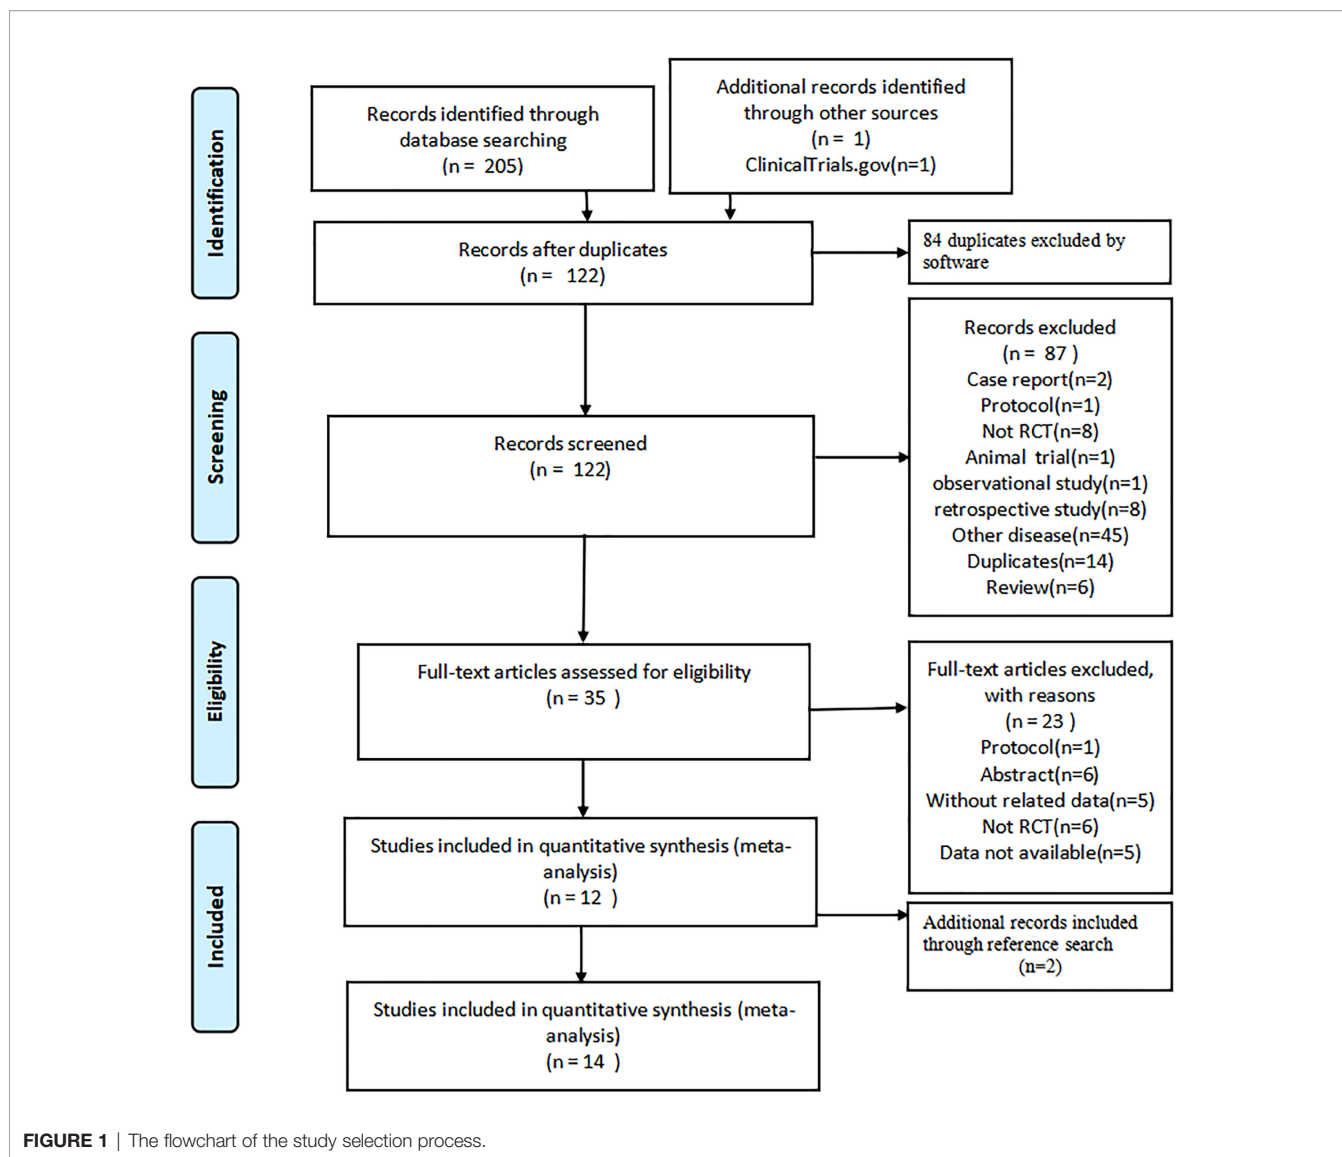 Identification
Records identified through
database searching
(n = 205)
Additional records identified
through other sources
(n = 1)
ClinicalTrials.gov(n=1)
Records after duplicates
(n = 122)
84 duplicates excluded by
software
Screening
Records screened
(n = 122)
Records excluded
(n = 87 )
Case report(n=2)
Protocol(n=1)
Not RCT(n=8)
Animal trial(n=1)
observational study(n=1)
retrospective study(n=8)
Other disease(n=45)
Duplicates(n=14)
Review(n=6)
Eligibility
Full-text articles assessed for eligibility
(n = 35 )
Full-text articles excluded,
with reasons
(n = 23 )
Protocol(n=1)
Abstract(n=6)
Without related data(n=5)
Not RCT(n=6)
Data not available(n=5)
Included
Studies included in quantitative synthesis (meta-
analysis)
(n = 12 )
Additional records included
through reference search
(n=2)
Studies included in quantitative synthesis (meta-
analysis)
(n = 14 )
FIGURE 1 | The flowchart of the study selection process.